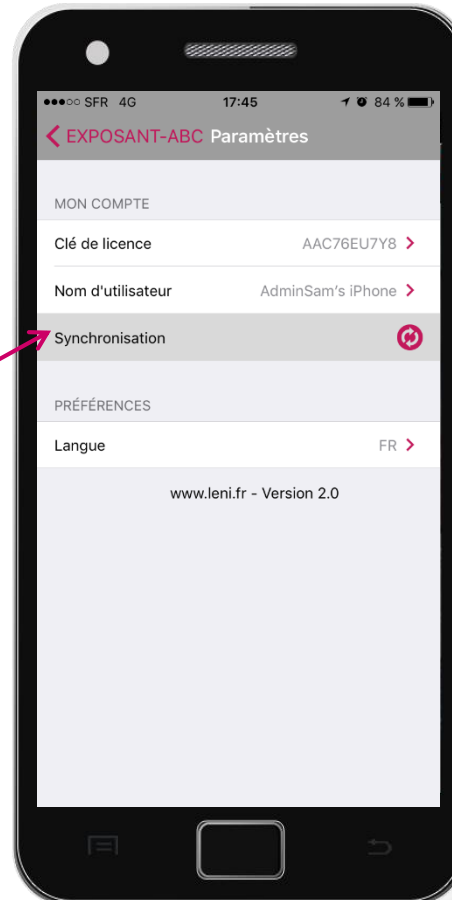 ●●●○○ SFR 4G 17:45 84 %
EXPOSANT-ABC Paramètres
MON COMPTE
Clé de licence AAC76EU7Y8
Nom d'utilisateur AdminSam's iPhone
Synchronisation
PRÉFÉRENCES
Langue FR
www.leni.fr - Version 2.0